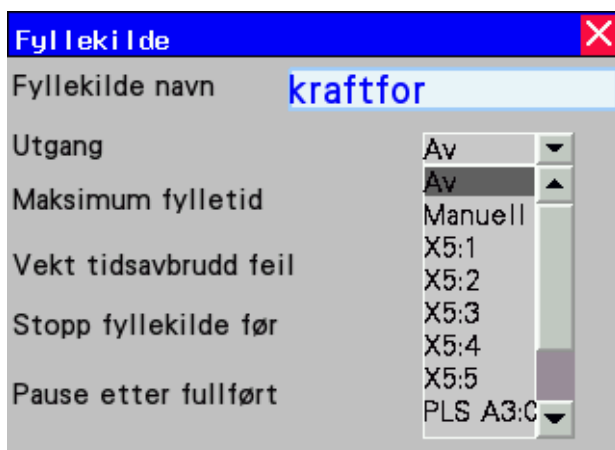 Fyllekilde
Fyllekilde navn kraftfor
Utgang Av
Av
Maksimum fylletid
Manuell
X5:1
Vekt tidsavbrudd feil
X5:2
X5:3
Stopp fyllekilde før
X5:4
X5:5
Pause etter fullført
PLS